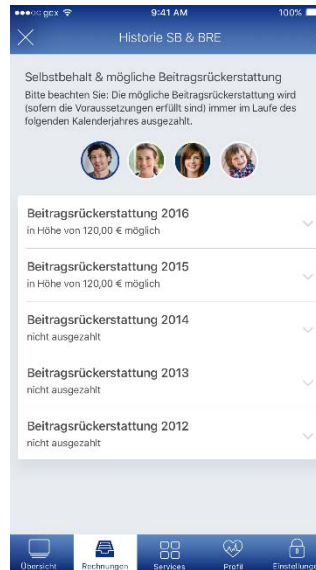 gcx 9:41 AM 100%
Historie SB & BRE
Selbstbehalt & mögliche Beitragsrückerstattung
Bitte beachten Sie: Die mögliche Beitragsrückerstattung wird
(sofern die Voraussetzungen erfüllt sind) immer im Laufe des
folgenden Kalenderjahres ausgezahlt.
Beitragsrückerstattung 2016
in Höhe von 120,00 € möglich
Beitragsrückerstattung 2015
in Höhe von 120,00 € möglich
Beitragsrückerstattung 2014
nicht ausgezahlt
Beitragsrückerstattung 2013
nicht ausgezahlt
Beitragsrückerstattung 2012
nicht ausgezahlt
Übersicht Rechnungen Services Profil Einstellunge